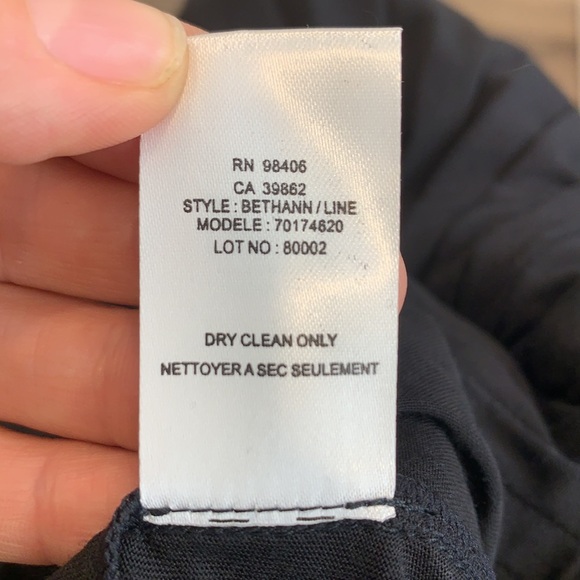 RN 98406
CA 39862
STYLE : BETHANN / LINE
MODELE : 70174620
LOT NO : 80002
DRY CLEAN ONLY
NETTOYER A SEC SEULEMENT